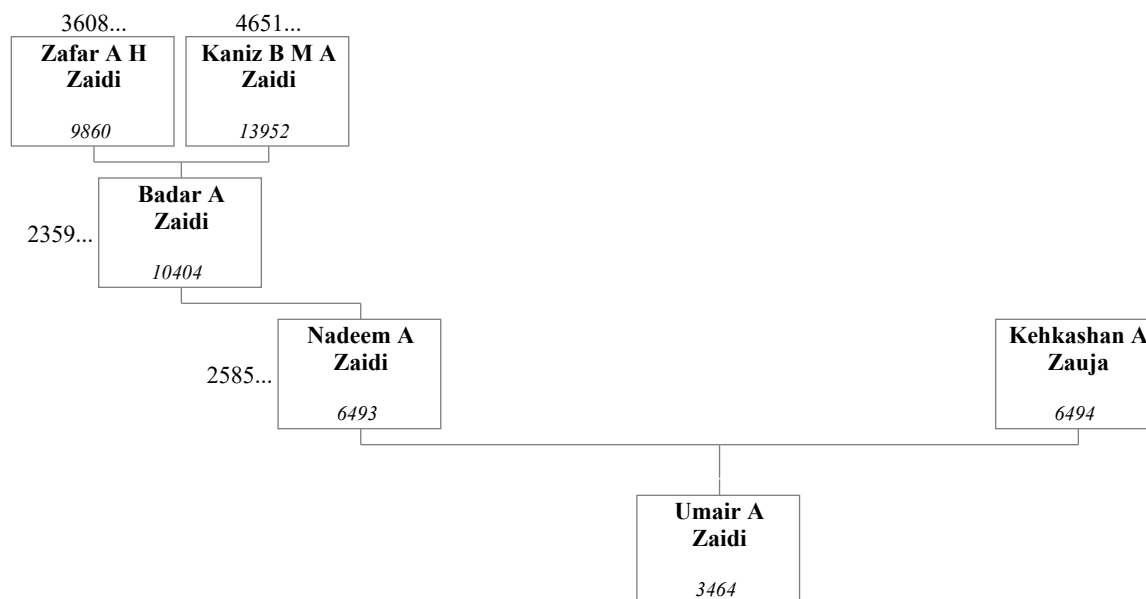 3608...
4651...
Zafar A H
Zaidi
9860
Kaniz B M A
Zaidi
13952
Badar A
Zaidi
10404
2359...
Nadeem A
Zaidi
6493
2585...
Kehkashan A
Zauja
6494
Umair A
Zaidi
3464